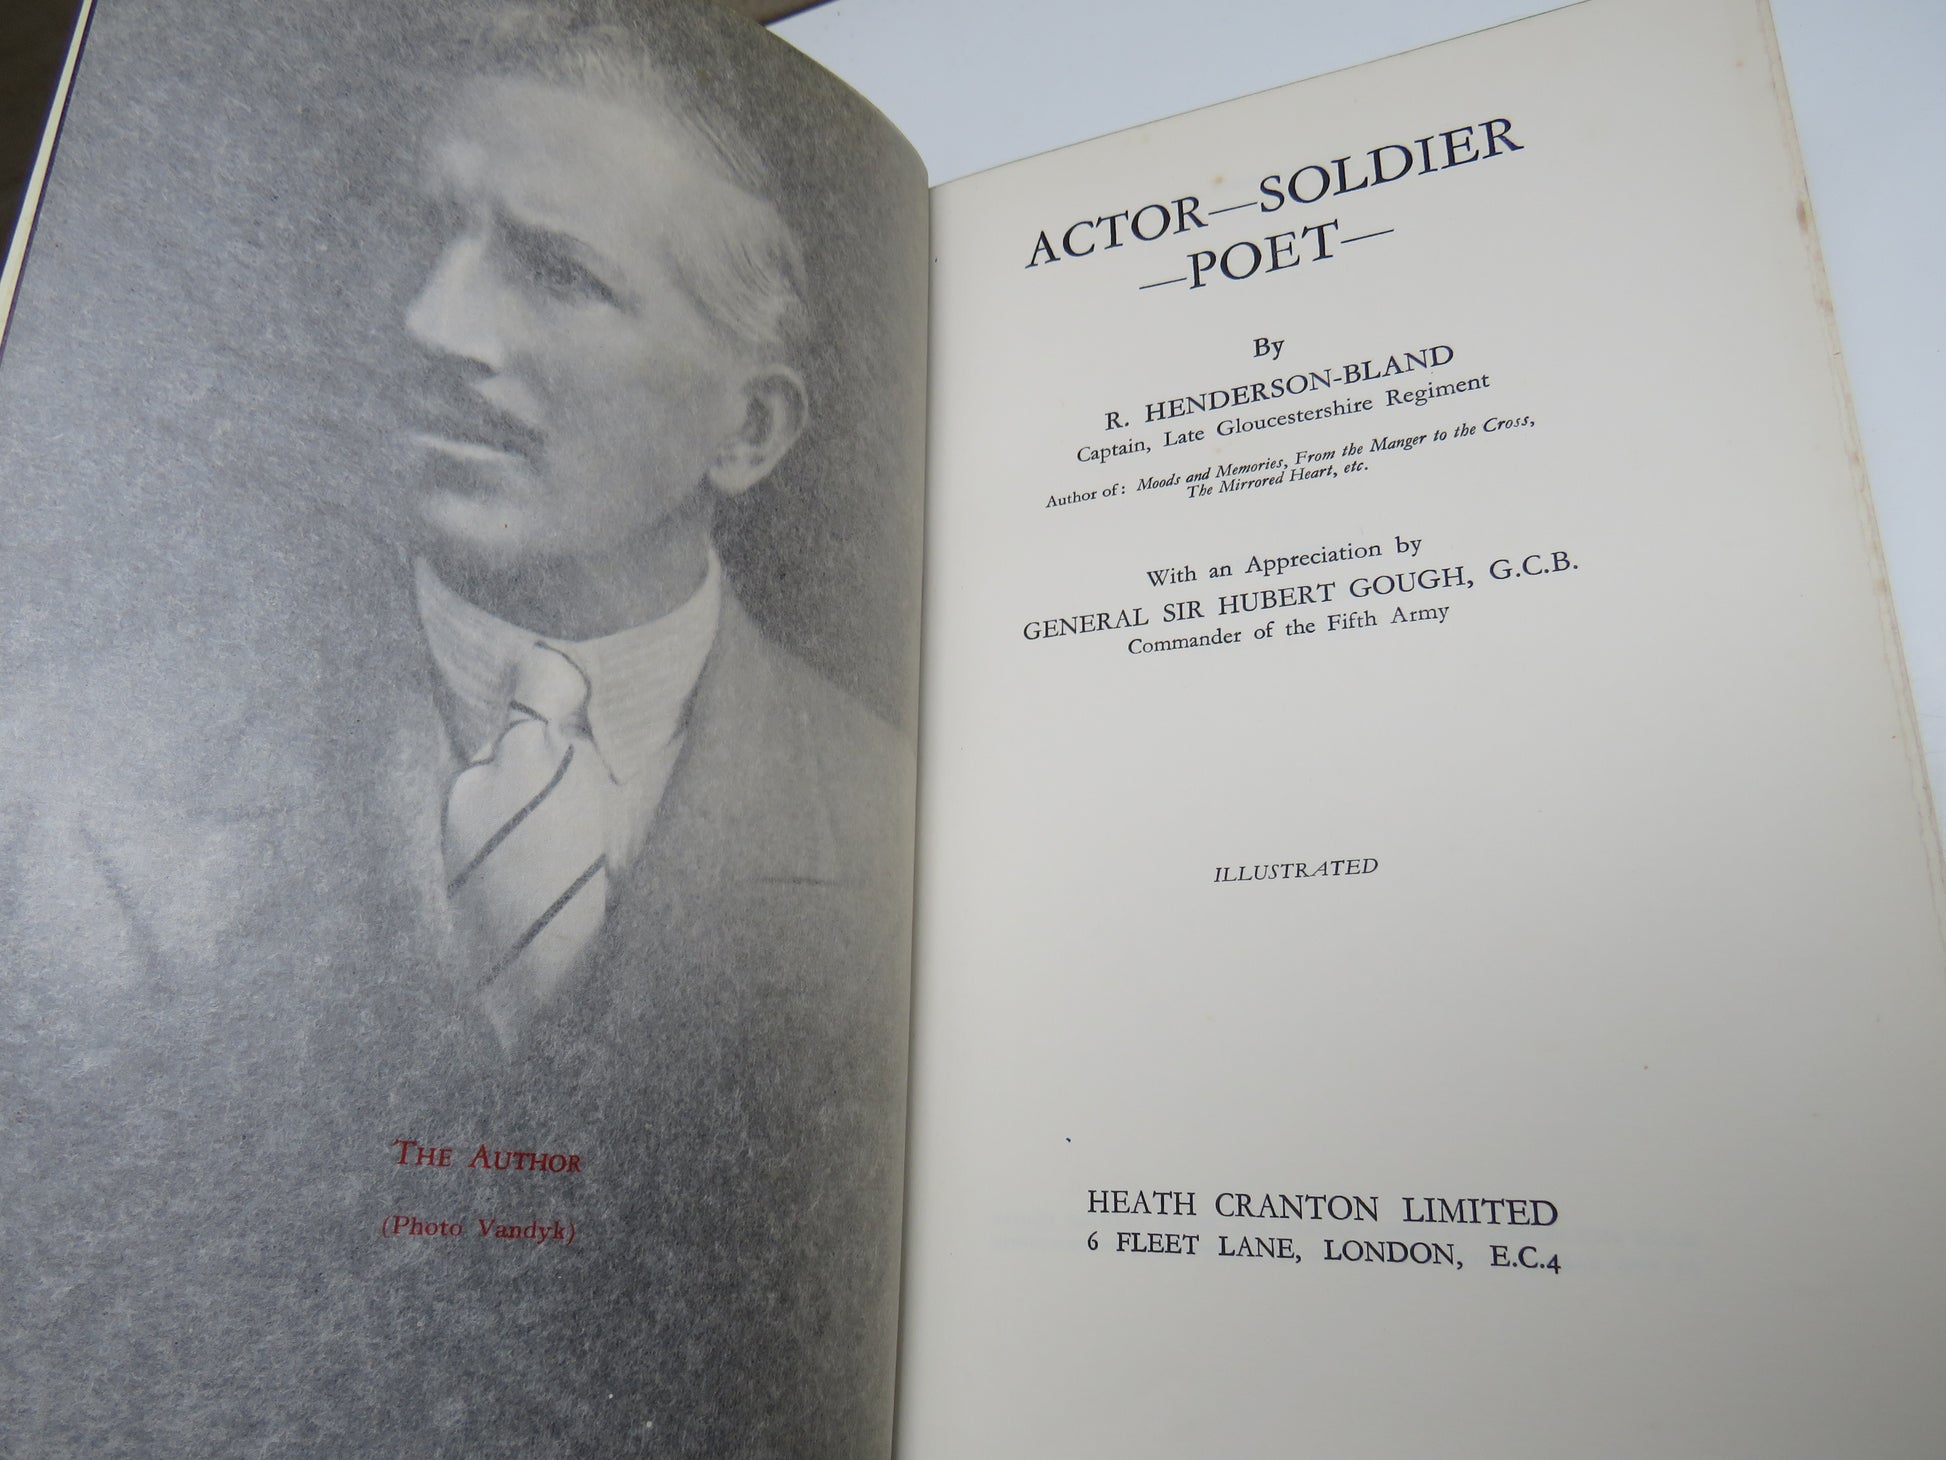 The Author
(Photo Vandyk)
ACTOR—SOLDIER
—POET—
By
R. HENDERSON-BLAND
Captain, Late Gloucestershire Regiment
Author of: Moods and Memories, From the Manger to the Cross,
The Mirrored Heart, etc.
With an Appreciation by
GENERAL SIR HUBERT GOUGH, G.C.B.
Commander of the Fifth Army
ILLUSTRATED
HEATH CRANTON LIMITED
6 FLEET LANE, LONDON, E.C.4